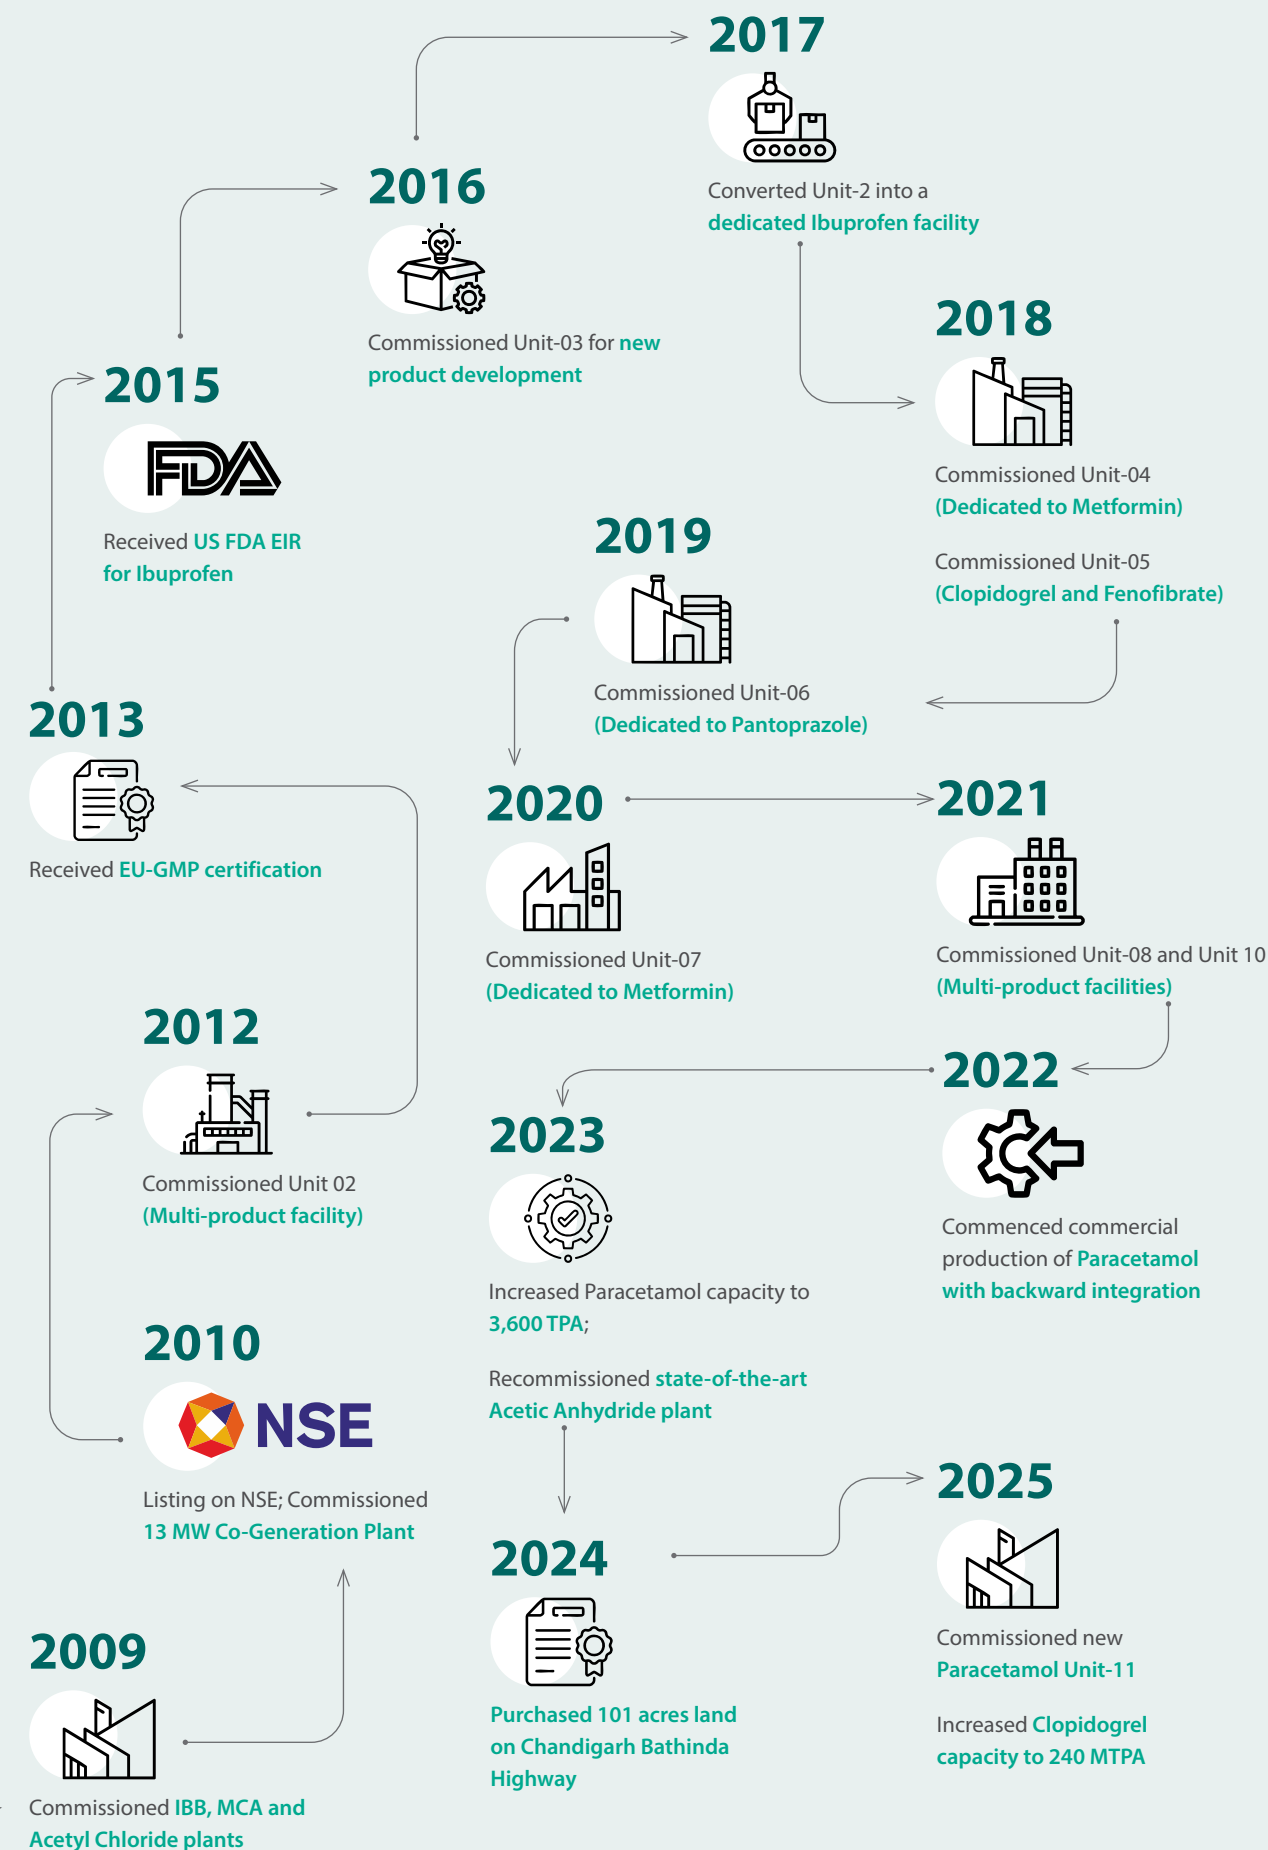 2009
Commissioned IBB, MCA and
Acetyl Chloride plants
2010
NSE
Listing on NSE; Commissioned
13 MW Co-Generation Plant
2012
Commissioned Unit 02
(Multi-product facility)
2013
Received EU-GMP certification
2015
FDA
Received US FDA EIR
for Ibuprofen
2016
Commissioned Unit-03 for new
product development
2017
Converted Unit-2 into a
dedicated Ibuprofen facility
2018
Commissioned Unit-04
(Dedicated to Metformin)
Commissioned Unit-05
(Clopidogrel and Fenofibrate)
2019
Commissioned Unit-06
(Dedicated to Pantoprazole)
2020
Commissioned Unit-07
(Dedicated to Metformin)
2021
Commissioned Unit-08 and Unit 10
(Multi-product facilities)
2022
Commenced commercial
production of Paracetamol
with backward integration
2023
Increased Paracetamol capacity to
3,600 TPA;
Recommissioned state-of-the-art
Acetic Anhydride plant
2024
Purchased 101 acres land
on Chandigarh Bathinda
Highway
2025
Commissioned new
Paracetamol Unit-11
Increased Clopidogrel
capacity to 240 MTPA